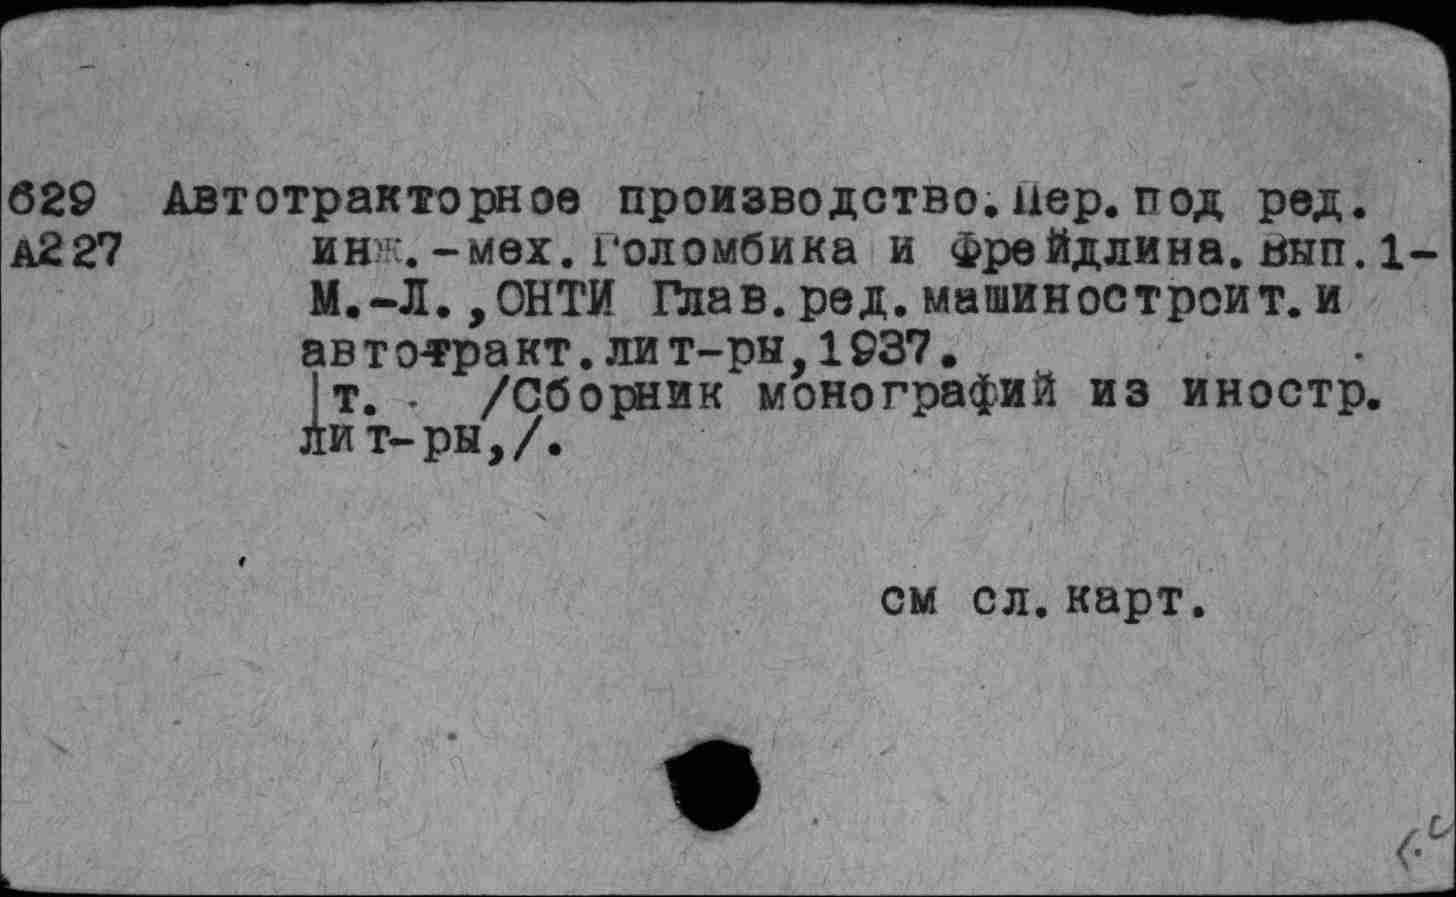 629 Автотракторное производство.Пер.под ред.
А227 инж.-мех.Голомбика и Фрейдлина.Вып.1-
М.-Л.,ОНТИ Глав.ред.машиностроит.и
авто-тракт.лит-ры,1937.
т. /Сборник монографий из иностр.
лит-ры,/.
см сл.карт.